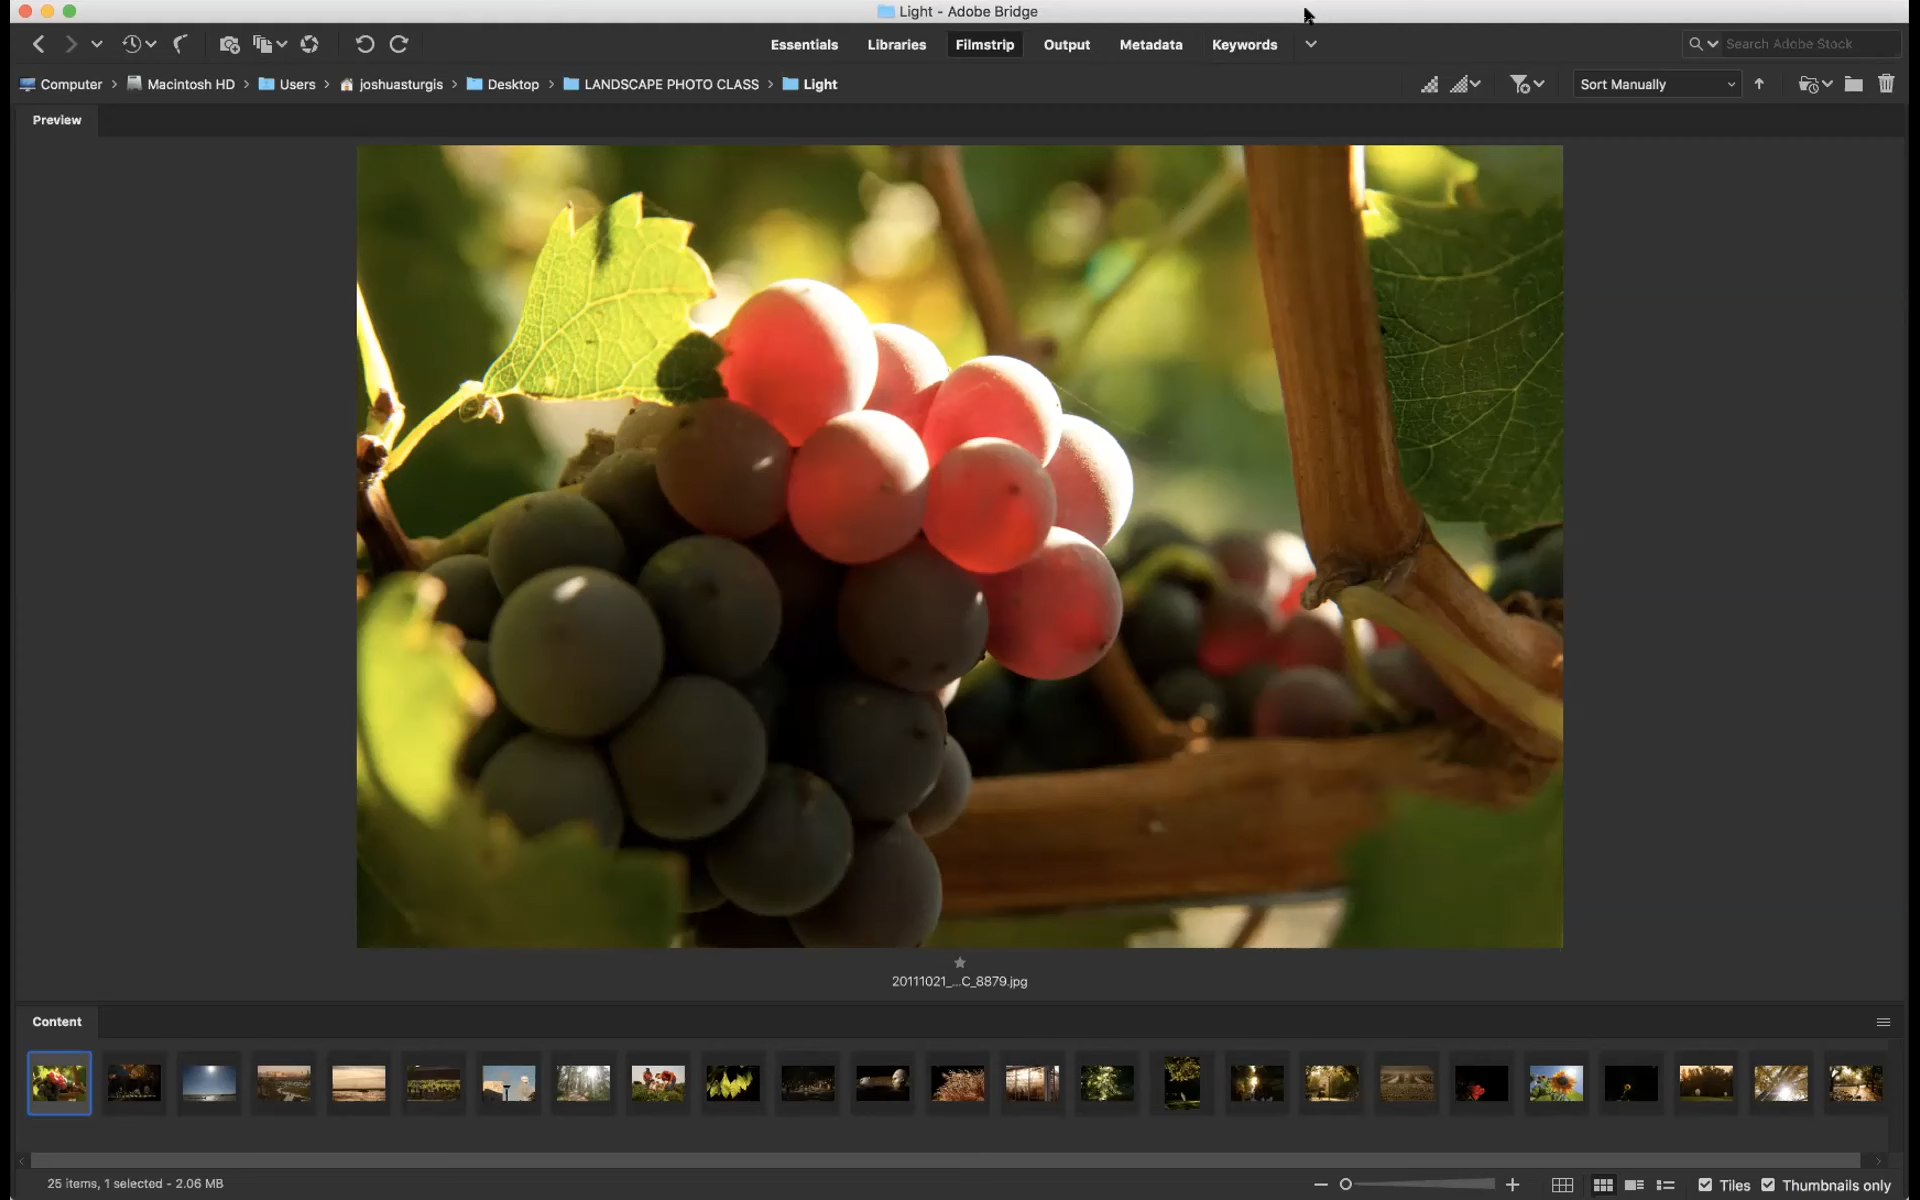 Light - Adobe Bridge
Essentials Libraries Filmstrip Output Metadata Keywords Search Adobe Stock
Computer Macintosh HD Users joshuasturgis Desktop LANDSCAPE PHOTO CLASS Light Sort Manually
Preview
20111021_...C_8879.jpg
Content
25 items, 1 selected - 2.06 MB Tiles Thumbnails only